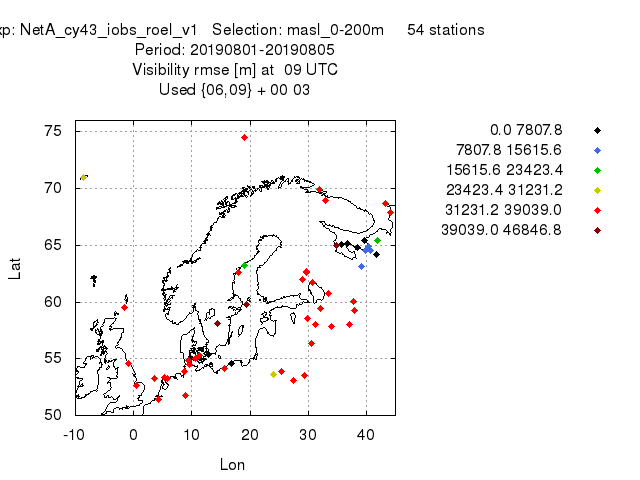 xp: NetA_cy43_iobs_roel_v1 Selection: masl_0-200m 54 stations
Period: 20190801-20190805
Visibility rmse [m] at 09 UTC
Used {06,09} + 00 03
0.0 7807.8
7807.8 15615.6
15615.6 23423.4
23423.4 31231.2
31231.2 39039.0
39039.0 46846.8
75
70
65
60
55
50
Lat
-10 0 10 20 30 40
Lon